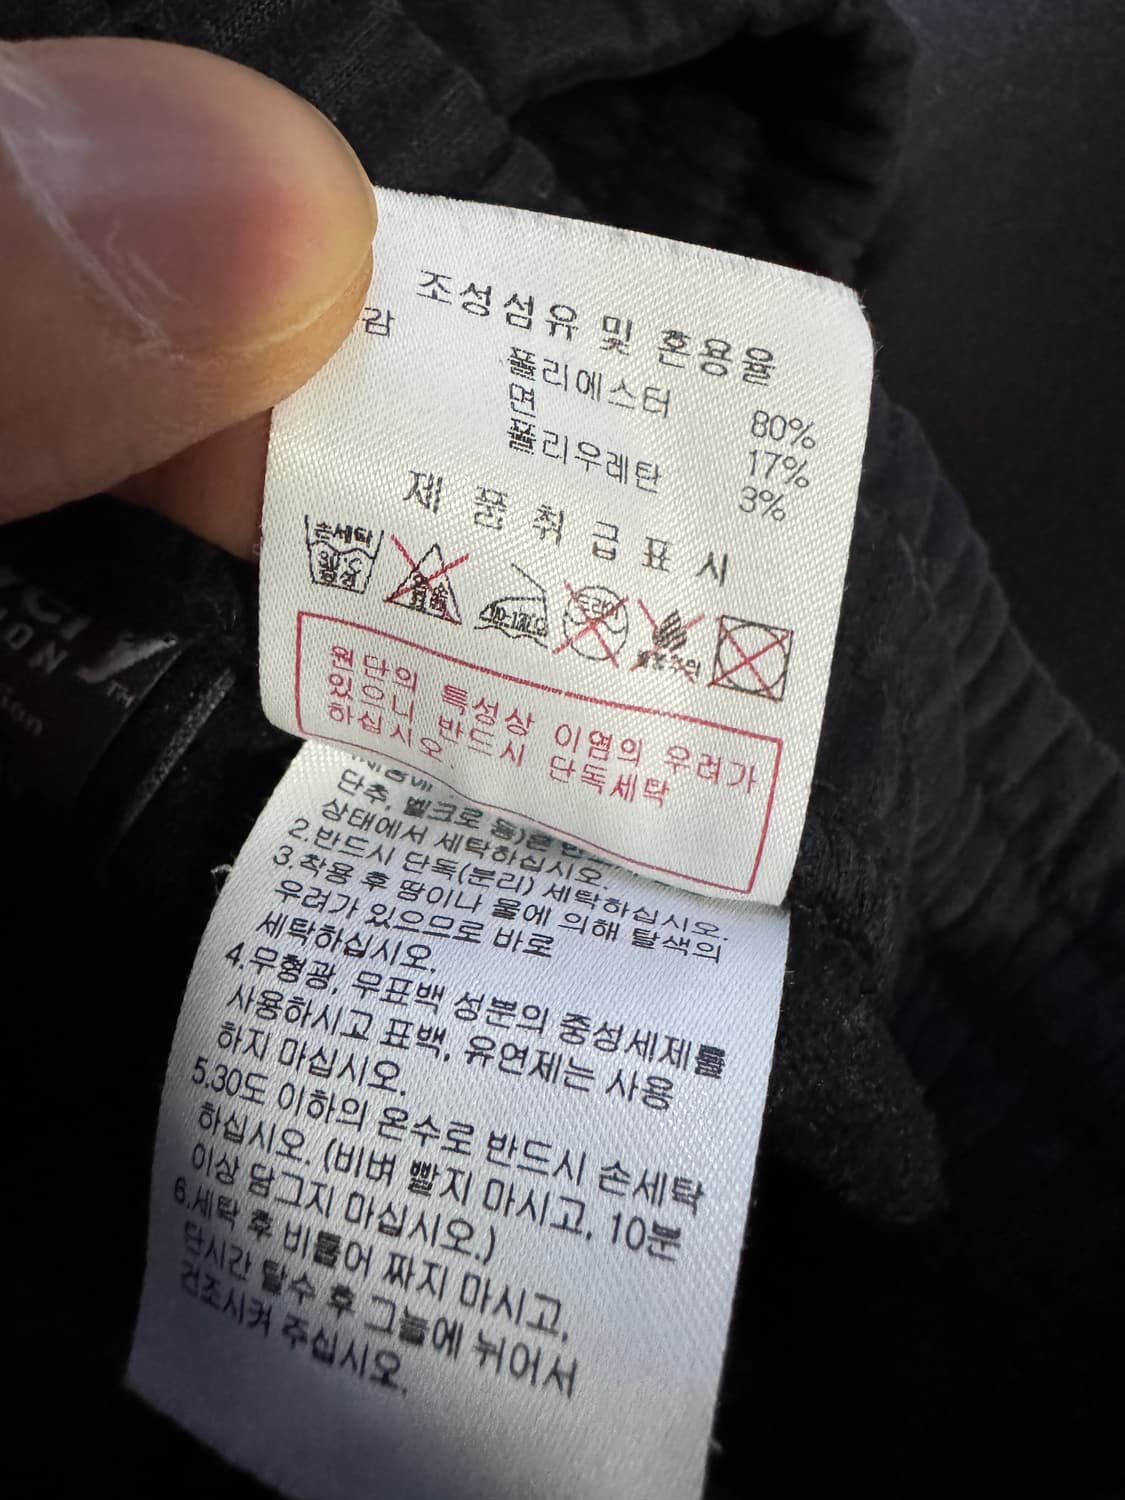 조성섬유 및 혼용율
감
폴리에스터 80%
면 17%
폴리우레탄 3%
제 품 취 급 표 시
손세탁
드라이
원단의 특성상 이염의 우려가
있으니 반드시 단독세탁
하십시오.
단추, 벨크로 등)은
상태에서 세탁하십시오.
2.반드시 단독(분리) 세탁하십시오.
3.착용 후 땀이나 물에 의해 탈색의
우려가 있으므로 바로
세탁하십시오.
4.무형광, 무표백 성분의 중성세제를
사용하시고 표백, 유연제는 사용
하지 마십시오.
5.30도 이하의 온수로 반드시 손세탁
하십시오. (비벼 빨지 마시고, 10분
이상 담그지 마십시오.)
6.세탁 후 비틀어 짜지 마시고,
단시간 탈수 후 그늘에 뉘어서
건조시켜 주십시오.